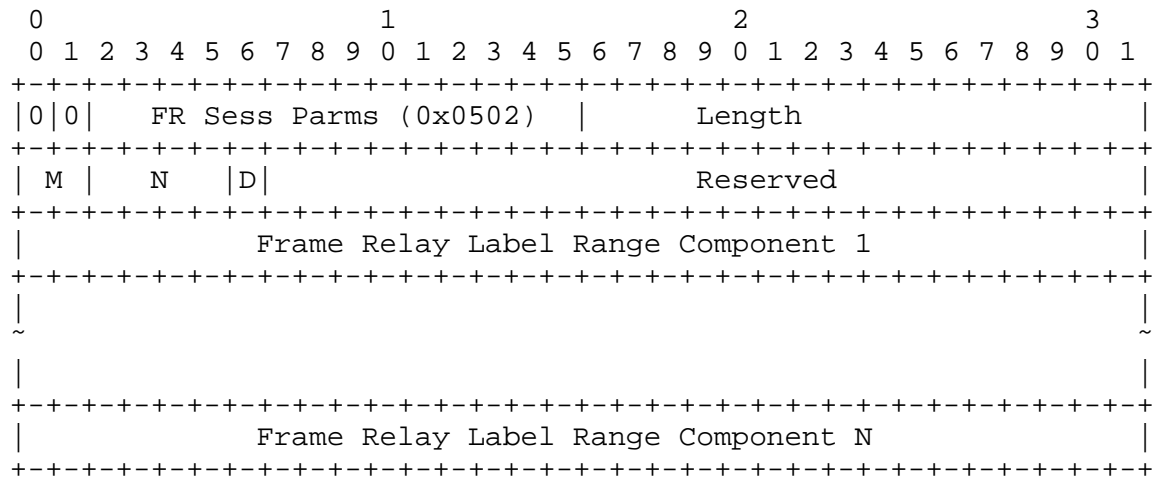 0                   1                   2                   3
 0 1 2 3 4 5 6 7 8 9 0 1 2 3 4 5 6 7 8 9 0 1 2 3 4 5 6 7 8 9 0 1
+-+-+-+-+-+-+-+-+-+-+-+-+-+-+-+-+-+-+-+-+-+-+-+-+-+-+-+-+-+-+-+-+
|0|0|   FR Sess Parms (0x0502)  |      Length                   |
+-+-+-+-+-+-+-+-+-+-+-+-+-+-+-+-+-+-+-+-+-+-+-+-+-+-+-+-+-+-+-+-+
| M |   N   |D|                        Reserved                 |
+-+-+-+-+-+-+-+-+-+-+-+-+-+-+-+-+-+-+-+-+-+-+-+-+-+-+-+-+-+-+-+-+
|             Frame Relay Label Range Component 1               |
+-+-+-+-+-+-+-+-+-+-+-+-+-+-+-+-+-+-+-+-+-+-+-+-+-+-+-+-+-+-+-+-+
|                                                               |
~                                                               ~
|                                                               |
+-+-+-+-+-+-+-+-+-+-+-+-+-+-+-+-+-+-+-+-+-+-+-+-+-+-+-+-+-+-+-+-+
|             Frame Relay Label Range Component N               |
+-+-+-+-+-+-+-+-+-+-+-+-+-+-+-+-+-+-+-+-+-+-+-+-+-+-+-+-+-+-+-+-+